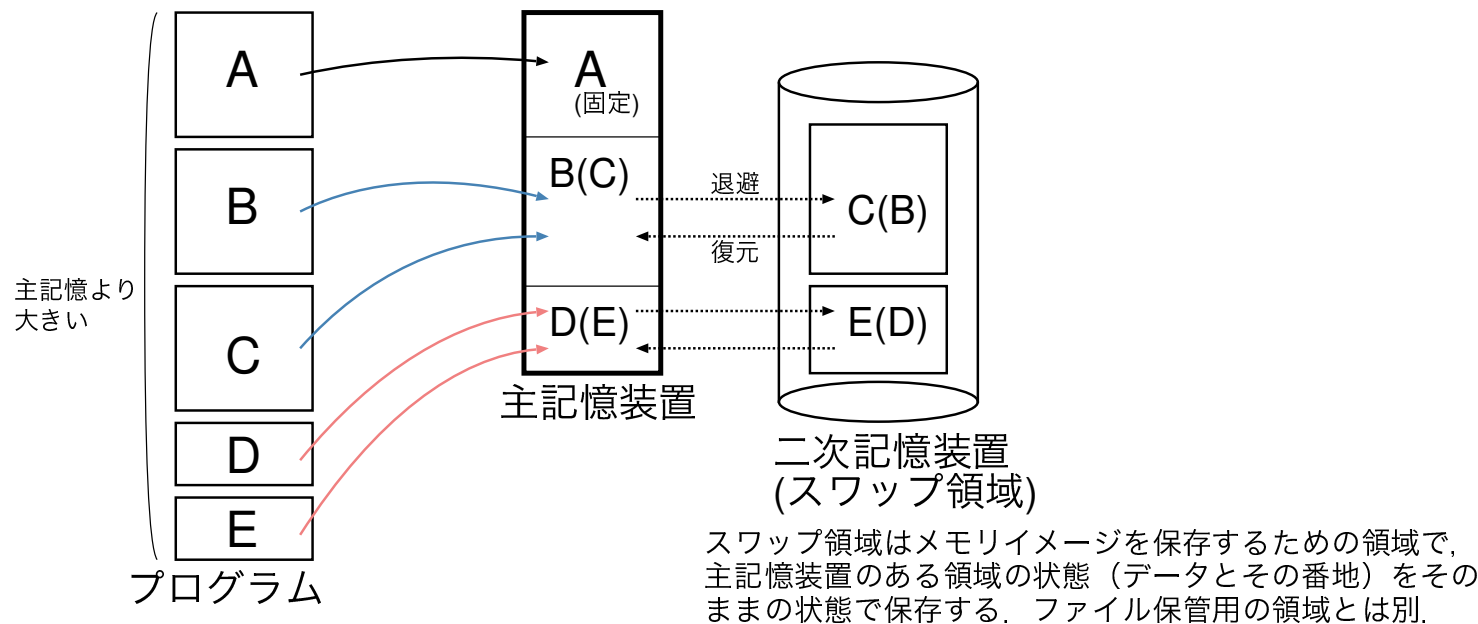 主記憶より
大きい
A
B
C
D
E
プログラム
A
(固定)
B(C)
D(E)
主記憶装置
退避
復元
C(B)
E(D)
二次記憶装置
(スワップ領域)
スワップ領域はメモリイメージを保存するための領域で，
主記憶装置のある領域の状態（データとその番地）をその
ままの状態で保存する．ファイル保管用の領域とは別．